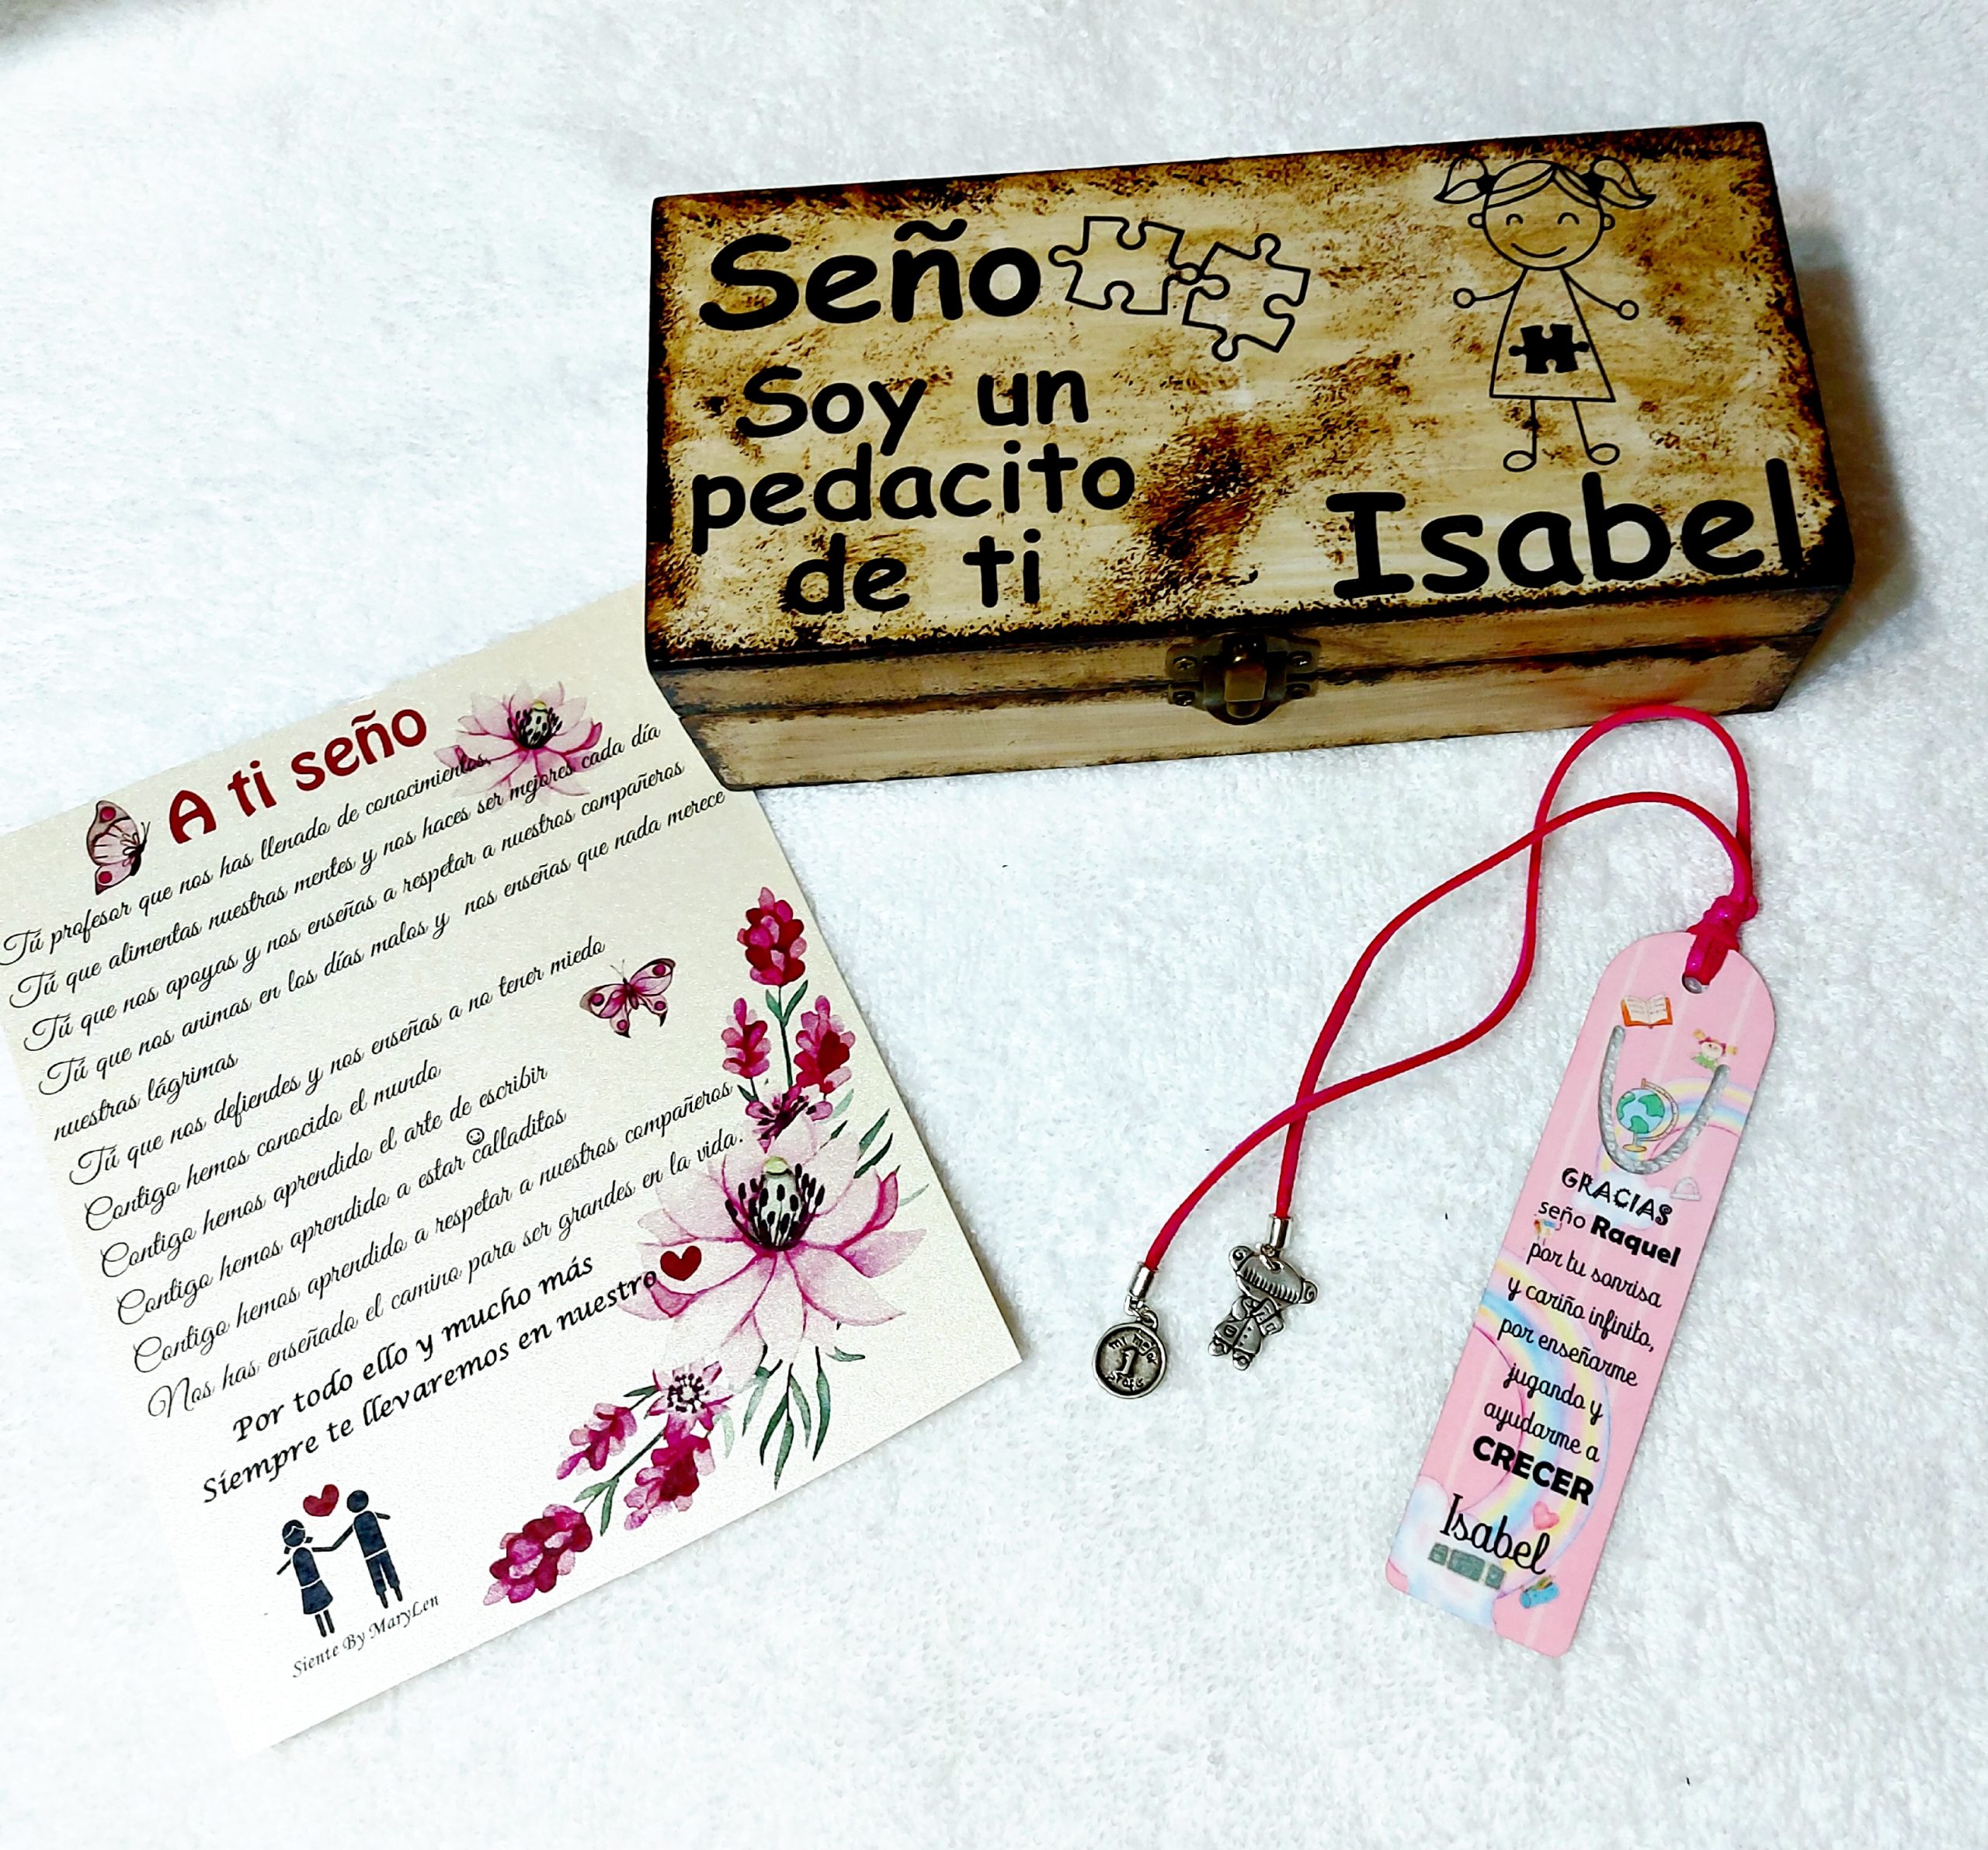 Seño
Soy un
pedacito
de ti
Isabel
A ti seño
Tú profesor que nos has llenado de conocimientos,
Tú que alimentas nuestras mentes y nos haces ser mejores cada día
Tú que nos apoyas y nos enseñas a respetar a nuestros compañeros
Tú que nos animas en los días malos y nos enseñas que nada merece
nuestras lágrimas
Tú que nos defiendes y nos enseñas a no tener miedo
Contigo hemos conocido el mundo
Contigo hemos aprendido el arte de escribir
Contigo hemos aprendido a estar calladitos
Contigo hemos aprendido a respetar a nuestros compañeros
Nos has enseñado el camino para ser grandes en la vida.
Por todo ello y mucho más
Siempre te llevaremos en nuestro
Siente By MaryLen
mi mejor
1
profe
GRACIAS
seño Raquel
por tu sonrisa
y cariño infinito,
por enseñarme
jugando y
ayudarme a
CRECER
Isabel